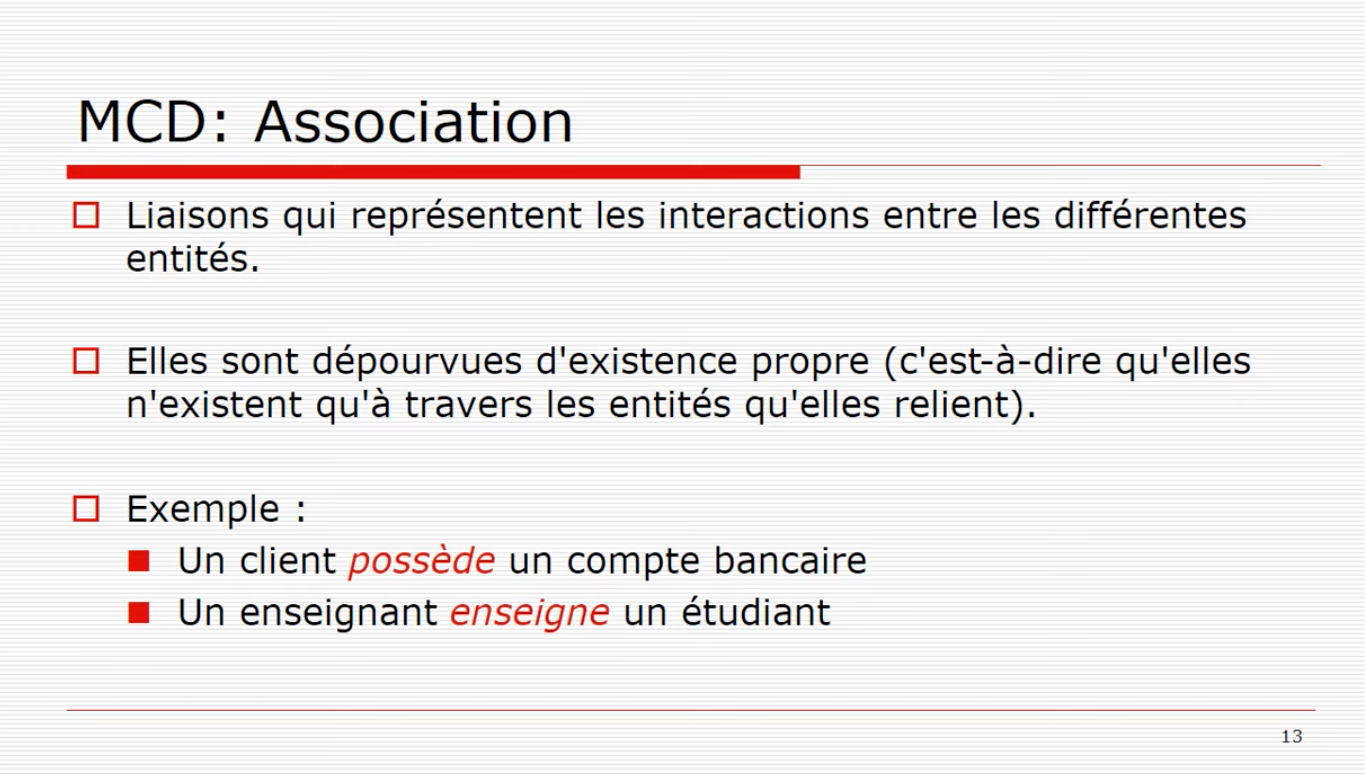 MCD: Association
Liaisons qui représentent les interactions entre les différentes
entités.
Elles sont dépourvues d'existence propre (c'est-à-dire qu'elles
n'existent qu'à travers les entités qu'elles relient).
Exemple :
Un client possède un compte bancaire
Un enseignant enseigne un étudiant
13